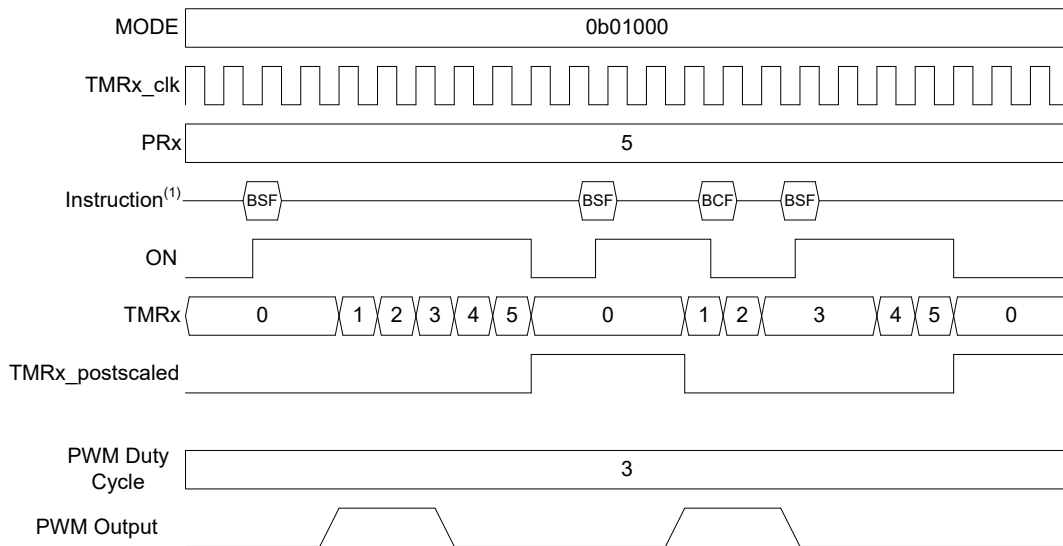 MODE 0b01000
TMRx_clk
PRx 5
Instruction(1) BSF BSF BCF BSF
ON
TMRx 0 1 2 3 4 5 0 1 2 3 4 5 0
TMRx_postscaled
PWM Duty
Cycle
3
PWM Output